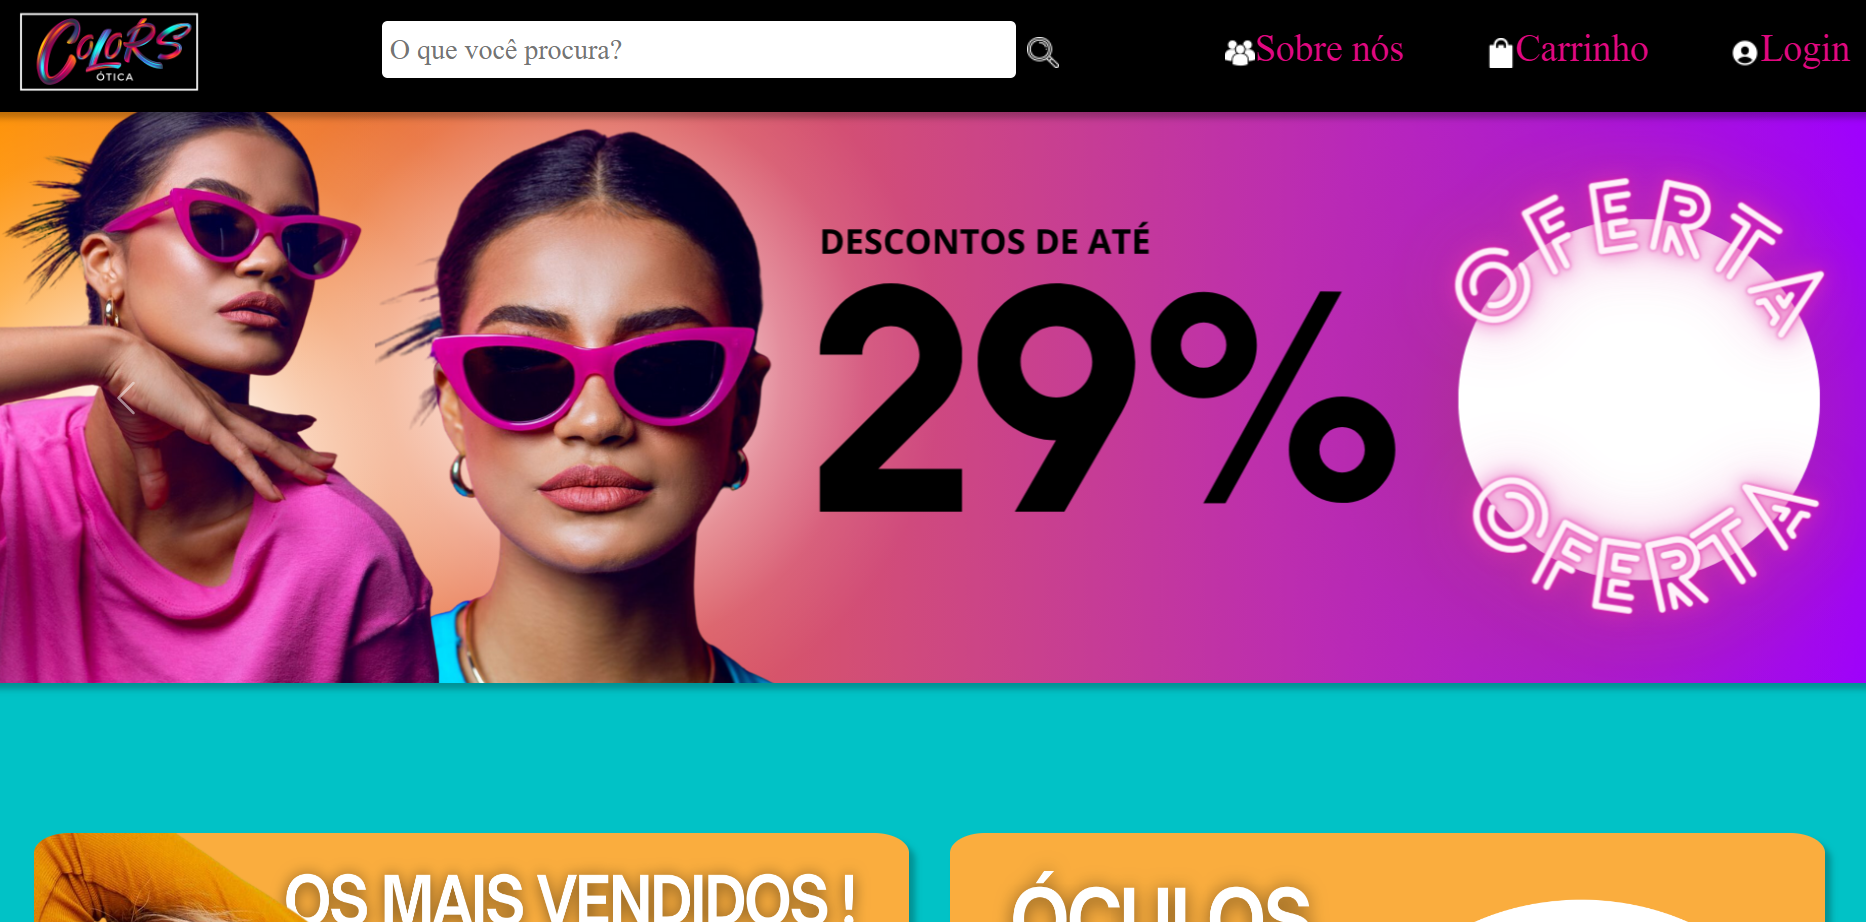 COLORS
ÓTICA
O que você procura?
Sobre nós
Carrinho
Login
OFERTA
DESCONTOS DE ATÉ
29%
OFERTA
OS MAIS VENDIDOS !
ÓCULOS